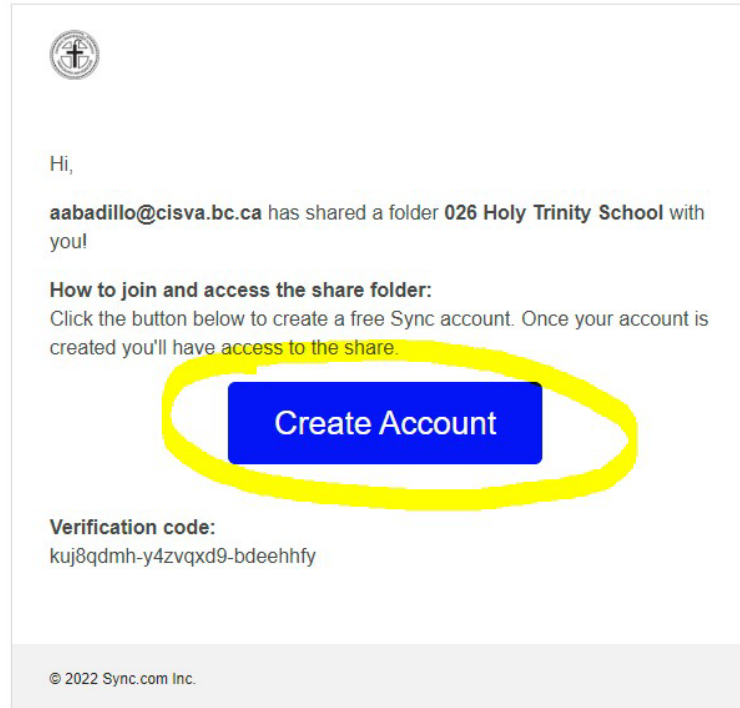 Hi,
aabadillo@cisva.bc.ca has shared a folder 026 Holy Trinity School with
you!
How to join and access the share folder:
Click the button below to create a free Sync account. Once your account is
created you'll have access to the share.
Create Account
Verification code:
kuj8qdmh-y4zvqxd9-bdeehhfy
© 2022 Sync.com Inc.